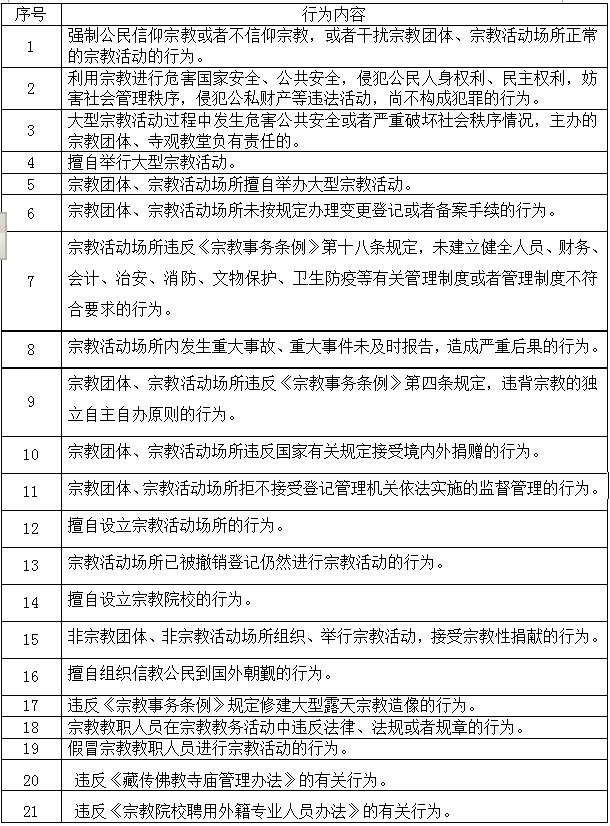 序号 行为内容
1 强制公民信仰宗教或者不信仰宗教，或者干扰宗教团体、宗教活动场所正常
的宗教活动的行为。
2 利用宗教进行危害国家安全、公共安全，侵犯公民人身权利、民主权利，妨
害社会管理秩序，侵犯公私财产等违法活动，尚不构成犯罪的行为。
3 大型宗教活动过程中发生危害公共安全或者严重破坏社会秩序情况，主办的
宗教团体、寺观教堂负有责任的。
4 擅自举行大型宗教活动。
5 宗教团体、宗教活动场所擅自举办大型宗教活动。
6 宗教团体、宗教活动场所未按规定办理变更登记或者备案手续的行为。
7 宗教活动场所违反《宗教事务条例》第十八条规定，未建立健全人员、财务、
会计、治安、消防、文物保护、卫生防疫等有关管理制度或者管理制度不符
合要求的行为。
8 宗教活动场所内发生重大事故、重大事件未及时报告，造成严重后果的行为。
9 宗教团体、宗教活动场所违反《宗教事务条例》第四条规定，违背宗教的独
立自主自办原则的行为。
10 宗教团体、宗教活动场所违反国家有关规定接受境内外捐赠的行为。
11 宗教团体、宗教活动场所拒不接受登记管理机关依法实施的监督管理的行为。
12 擅自设立宗教活动场所的行为。
13 宗教活动场所已被撤销登记仍然进行宗教活动的行为。
14 擅自设立宗教院校的行为。
15 非宗教团体、非宗教活动场所组织、举行宗教活动，接受宗教性捐献的行为。
16 擅自组织信教公民到国外朝觐的行为。
17 违反《宗教事务条例》规定修建大型露天宗教造像的行为。
18 宗教教职人员在宗教教务活动中违反法律、法规或者规章的行为。
19 假冒宗教教职人员进行宗教活动的行为。
20 违反《藏传佛教寺庙管理办法》的有关行为。
21 违反《宗教院校聘用外籍专业人员办法》的有关行为。